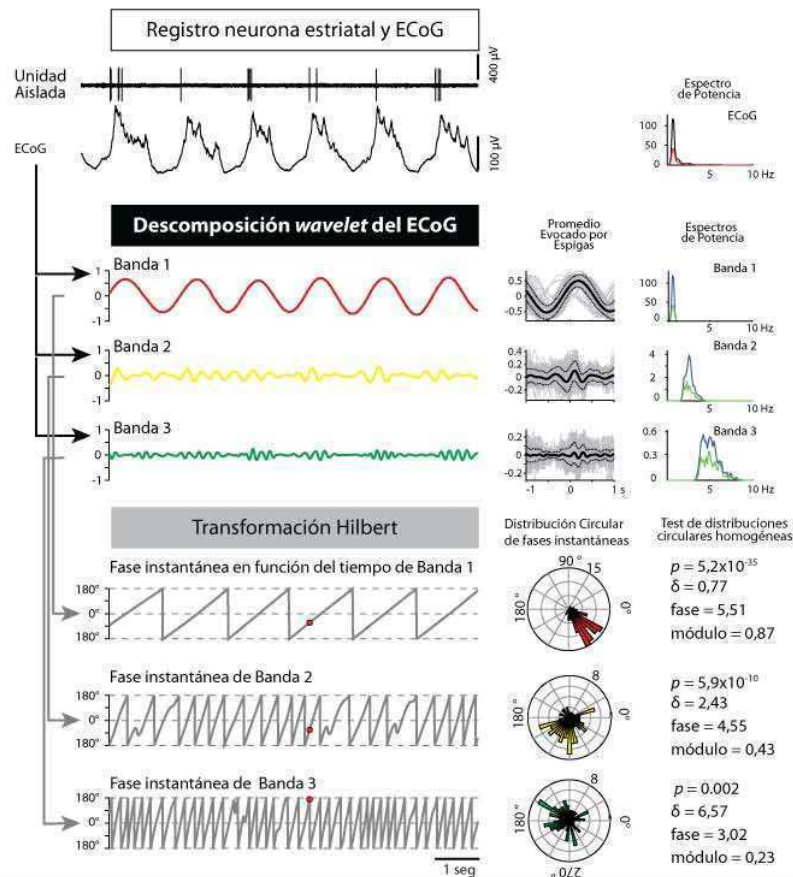 Registro neurona estriatal y ECoG
Unidad
Aislada
400 µV
ECoG
100 µV
Espectro
de Potencia
ECoG
100
50
0
5
10 Hz
Descomposición wavelet del ECoG
Promedio
Evocado por
Espigas
Espectros
de Potencia
Banda 1
1
0
-1
0.5
0
-0.5
Banda 1
100
50
0
5
10 Hz
Banda 2
1
0
-1
0.4
0.2
0
-0.2
Banda 2
4
2
0
5
10 Hz
Banda 3
1
0
-1
0.2
0
-0.2
-1
0
1 s
Banda 3
0.6
0.3
0
5
10 Hz
Transformación Hilbert
Distribución Circular
de fases instantáneas
Test de distribuciones
circulares homogéneas
Fase instantánea en función del tiempo de Banda 1
180°
0°
180°
90 °
15
180 °
0°
p = 5,2x10⁻³⁵
δ = 0,77
fase = 5,51
módulo = 0,87
Fase instantánea de Banda 2
180°
0°
180°
8
180 °
0°
p = 5,9x10⁻¹⁰
δ = 2,43
fase = 4,55
módulo = 0,43
Fase instantánea de Banda 3
180°
0°
180°
1 seg
8
180 °
0°
270 °
p = 0.002
δ = 6,57
fase = 3,02
módulo = 0,23